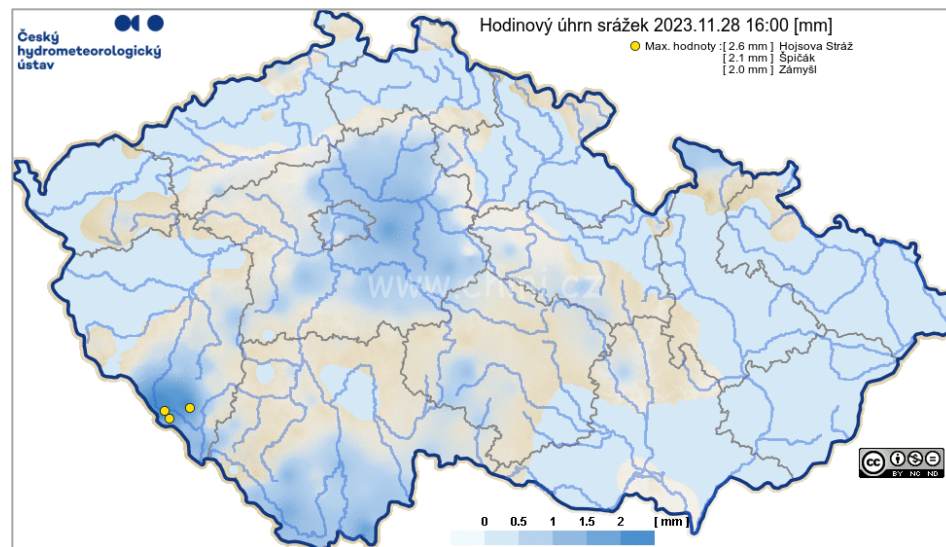 Český
hydrometeorologický
ústav
Hodinový úhrn srážek 2023.11.28 16:00 [mm]
Max. hodnoty :[ 2.6 mm ] Hojsova Stráž
[ 2.1 mm ] Špičák
[ 2.0 mm ] Zámyšl
www.chmi.cz
cc
BY NC ND
0 0.5 1 1.5 2 [ mm ]